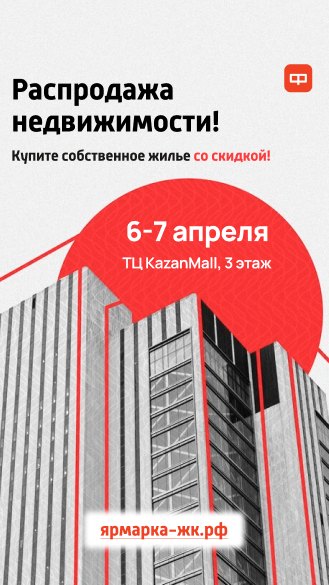 Распродажа
недвижимости!
Купите собственное жилье со скидкой!
6-7 апреля
ТЦ KazanMall, 3 этаж
ярмарка-жк.рф